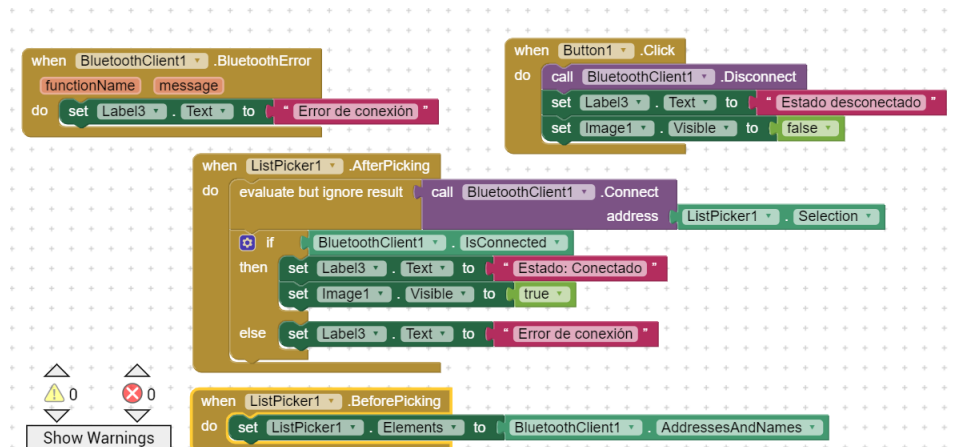 when BluetoothClient1 .BluetoothError
functionName message
do set Label3 . Text to " Error de conexión "
when Button1 .Click
do call BluetoothClient1 .Disconnect
set Label3 . Text to " Estado desconectado "
set Image1 . Visible to false
when ListPicker1 .AfterPicking
do evaluate but ignore result call BluetoothClient1 .Connect
address ListPicker1 . Selection
if BluetoothClient1 . IsConnected
then set Label3 . Text to " Estado: Conectado "
set Image1 . Visible to true
else set Label3 . Text to " Error de conexión "
when ListPicker1 .BeforePicking
do set ListPicker1 . Elements to BluetoothClient1 . AddressesAndNames
0 0
Show Warnings